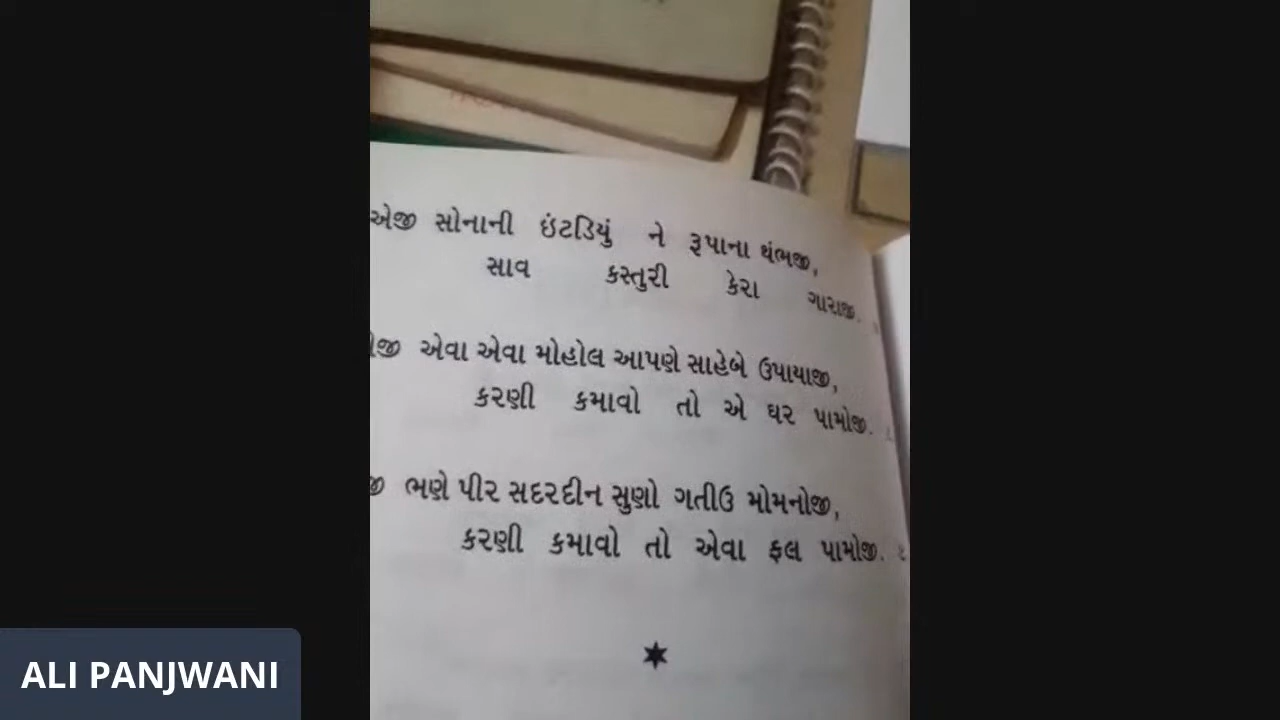 એજી સોનાની ઇંટડિયું ને રૂપાના થંભજી,
સાવ કસ્તુરી કેરા ગારાજી.
એવા એવા મોહોલ આપણે સાહેબે ઉપાયાજી,
કરણી કમાવો તો એ ઘર પામોજી.
જી ભણે પીર સદરદીન સુણો ગતીઉ મોમનોજી,
કરણી કમાવો તો એવા ફલ પામોજી.
ALI PANJWANI